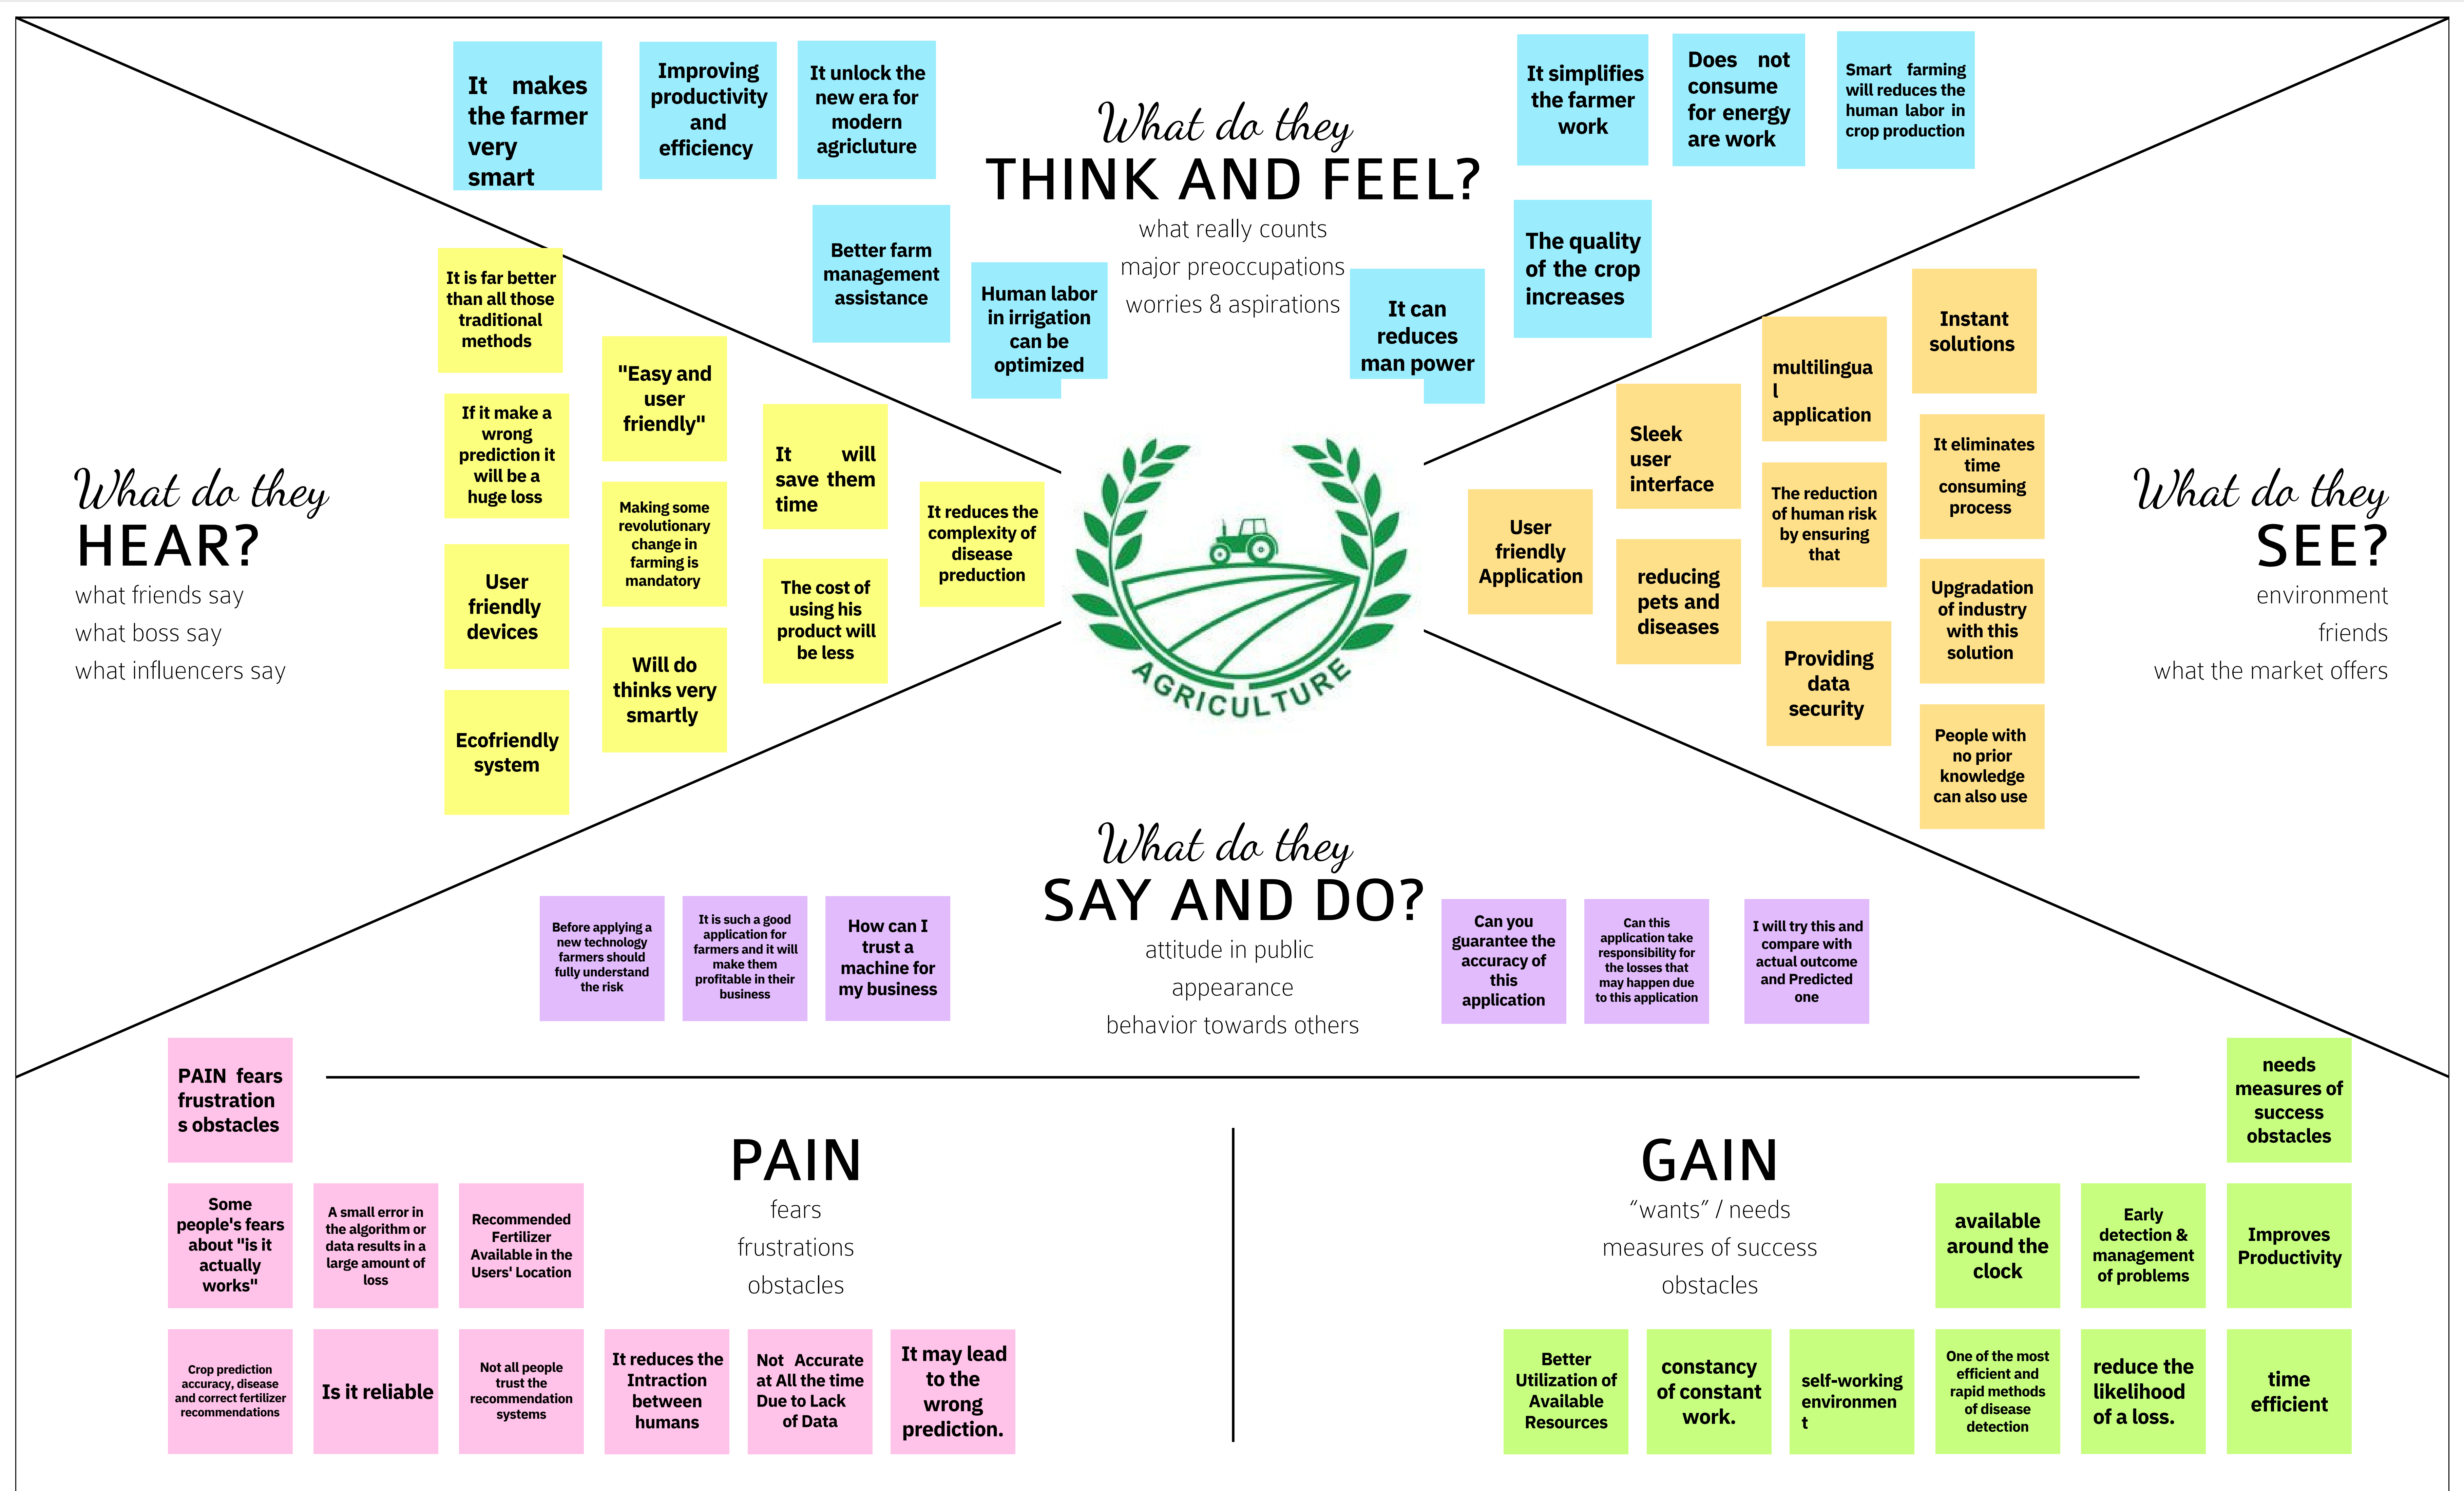 It makes
the farmer
very
smart
Improving
productivity
and
efficiency
It unlock the
new era for
modern
agricluture
What do they
THINK AND FEEL?
what really counts
major preoccupations
worries & aspirations
It simplifies
the farmer
work
Does not
consume
for energy
are work
Smart farming
will reduces the
human labor in
crop production
Better farm
management
assistance
Human labor
in irrigation
can be
optimized
It can
reduces
man power
The quality
of the crop
increases
What do they
HEAR?
what friends say
what boss say
what influencers say
It is far better
than all those
traditional
methods
If it make a
wrong
prediction it
will be a
huge loss
User
friendly
devices
Ecofriendly
system
"Easy and
user
friendly"
Making some
revolutionary
change in
farming is
mandatory
Will do
thinks very
smartly
It will
save them
time
The cost of
using his
product will
be less
It reduces the
complexity of
disease
preduction
AGRICULTURE
User
friendly
Application
Sleek
user
interface
reducing
pets and
diseases
multilingua
l
application
The reduction
of human risk
by ensuring
that
Providing
data
security
Instant
solutions
It eliminates
time
consuming
process
Upgradation
of industry
with this
solution
People with
no prior
knowledge
can also use
What do they
SEE?
environment
friends
what the market offers
What do they
SAY AND DO?
attitude in public
appearance
behavior towards others
Before applying a
new technology
farmers should
fully understand
the risk
It is such a good
application for
farmers and it will
make them
profitable in their
business
How can I
trust a
machine for
my business
Can you
guarantee the
accuracy of
this
application
Can this
application take
responsibility for
the losses that
may happen due
to this application
I will try this and
compare with
actual outcome
and Predicted
one
PAIN fears
frustration
s obstacles
PAIN
fears
frustrations
obstacles
Some
people's fears
about "is it
actually
works"
A small error in
the algorithm or
data results in a
large amount of
loss
Recommended
Fertilizer
Available in the
Users' Location
Crop prediction
accuracy, disease
and correct fertilizer
recommendations
Is it reliable
Not all people
trust the
recommendation
systems
It reduces the
Intraction
between
humans
Not Accurate
at All the time
Due to Lack
of Data
It may lead
to the
wrong
prediction.
GAIN
"wants" / needs
measures of success
obstacles
needs
measures of
success
obstacles
available
around the
clock
Early
detection &
management
of problems
Improves
Productivity
Better
Utilization of
Available
Resources
constancy
of constant
work.
self-working
environmen
t
One of the most
efficient and
rapid methods
of disease
detection
reduce the
likelihood
of a loss.
time
efficient